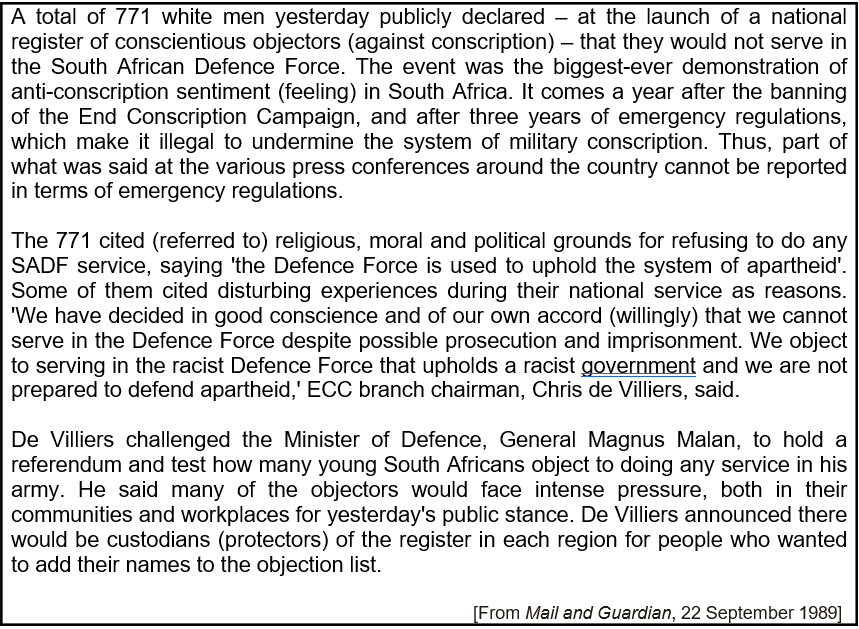 A total of 771 white men yesterday publicly declared – at the launch of a national
register of conscientious objectors (against conscription) – that they would not serve in
the South African Defence Force. The event was the biggest-ever demonstration of
anti-conscription sentiment (feeling) in South Africa. It comes a year after the banning
of the End Conscription Campaign, and after three years of emergency regulations,
which make it illegal to undermine the system of military conscription. Thus, part of
what was said at the various press conferences around the country cannot be reported
in terms of emergency regulations.

The 771 cited (referred to) religious, moral and political grounds for refusing to do any
SADF service, saying 'the Defence Force is used to uphold the system of apartheid'.
Some of them cited disturbing experiences during their national service as reasons.
'We have decided in good conscience and of our own accord (willingly) that we cannot
serve in the Defence Force despite possible prosecution and imprisonment. We object
to serving in the racist Defence Force that upholds a racist government and we are not
prepared to defend apartheid,' ECC branch chairman, Chris de Villiers, said.

De Villiers challenged the Minister of Defence, General Magnus Malan, to hold a
referendum and test how many young South Africans object to doing any service in his
army. He said many of the objectors would face intense pressure, both in their
communities and workplaces for yesterday's public stance. De Villiers announced there
would be custodians (protectors) of the register in each region for people who wanted
to add their names to the objection list.

[From Mail and Guardian, 22 September 1989]